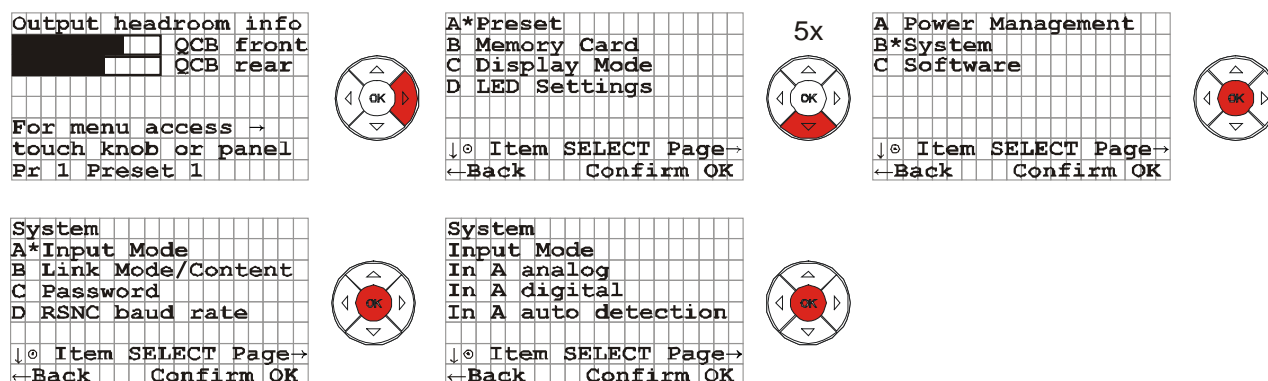 Output headroom info
QCB front
QCB rear
For menu access →
touch knob or panel
Pr 1 Preset 1
OK
A*Preset
B Memory Card
C Display Mode
D LED Settings
↓⊙ Item SELECT Page→
←Back Confirm OK
5x
OK
A Power Management
B*System
C Software
↓⊙ Item SELECT Page→
←Back Confirm OK
OK
System
A*Input Mode
B Link Mode/Content
C Password
D RSNC baud rate
↓⊙ Item SELECT Page→
←Back Confirm OK
OK
System
Input Mode
In A analog
In A digital
In A auto detection
↓⊙ Item SELECT Page→
←Back Confirm OK
OK